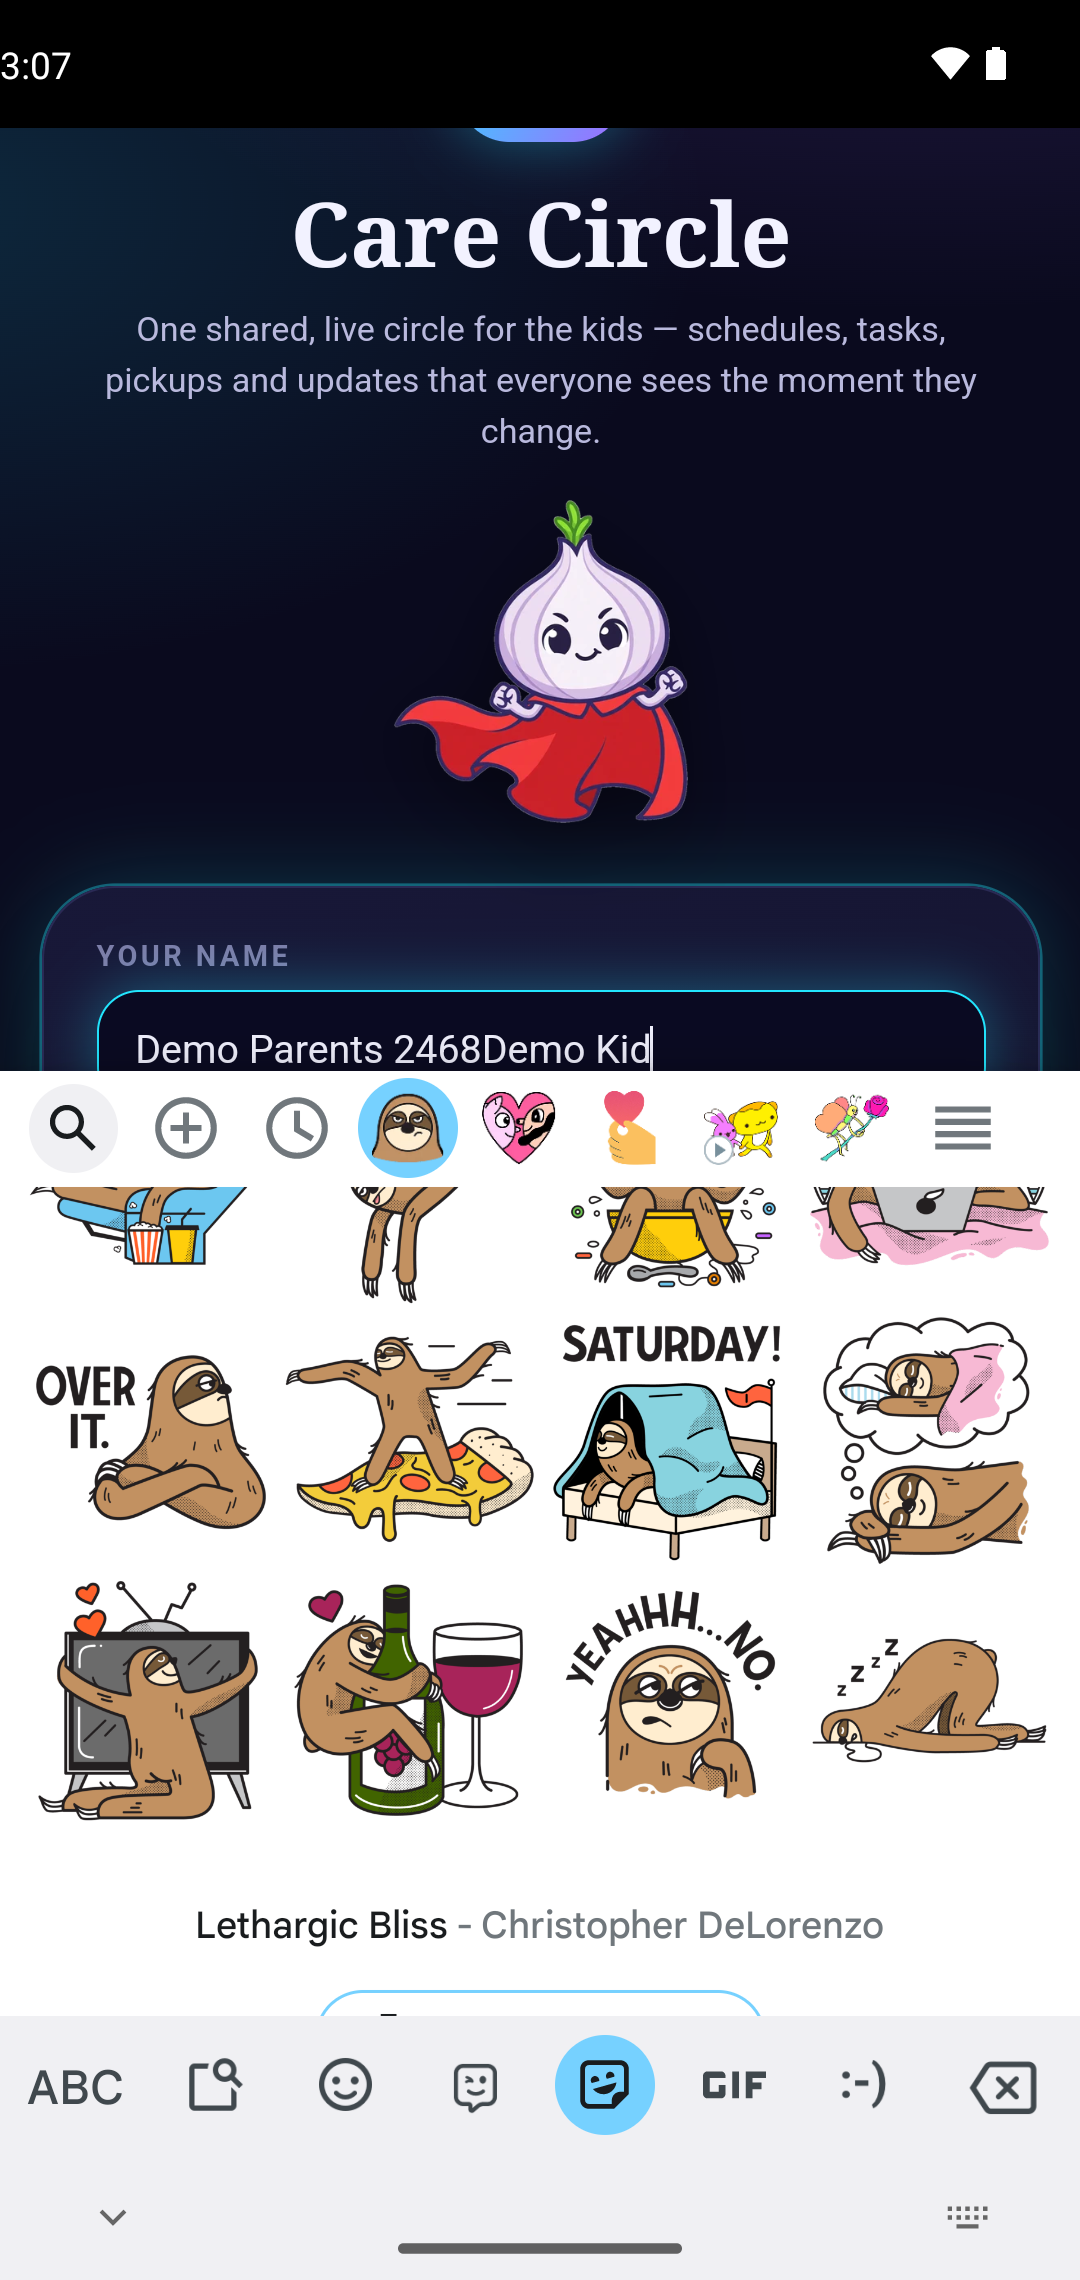 3:07
Care Circle
One shared, live circle for the kids — schedules, tasks,
pickups and updates that everyone sees the moment they
change.
YOUR NAME
Demo Parents 2468Demo Kid
OVER
IT.
SATURDAY!
YEAHHH...NO.
z z z z
Lethargic Bliss - Christopher DeLorenzo
ABC
GIF
:-)